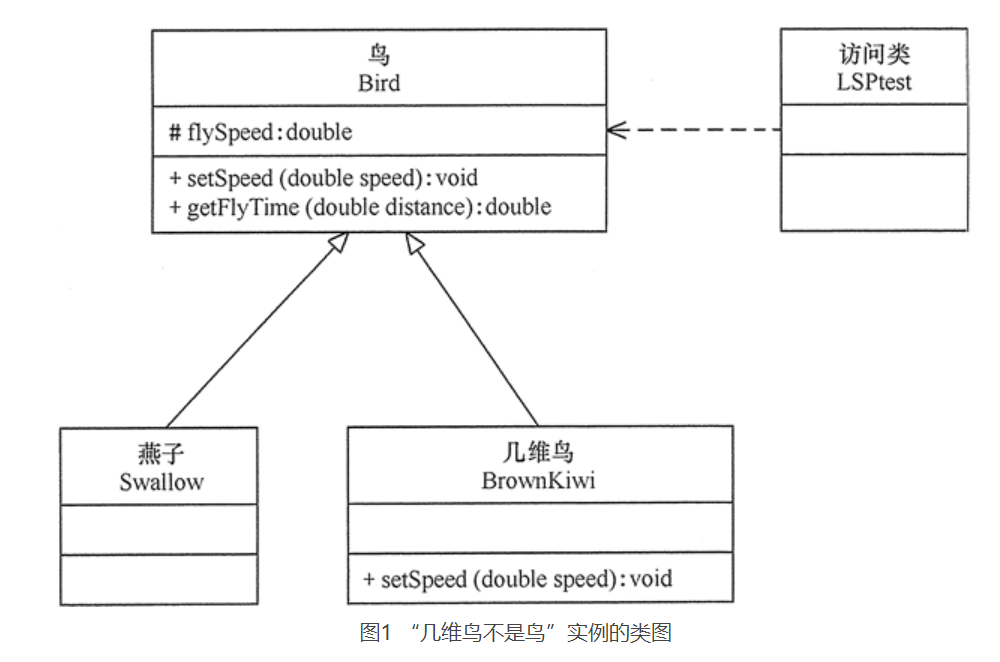 鸟
Bird
# flySpeed:double
+ setSpeed (double speed):void
+ getFlyTime (double distance):double
访问类
LSPtest
燕子
Swallow
几维鸟
BrownKiwi
+ setSpeed (double speed):void
图1 “几维鸟不是鸟”实例的类图